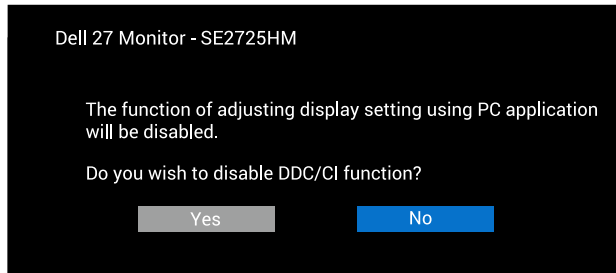 Dell 27 Monitor - SE2725HM
The function of adjusting display setting using PC application
will be disabled.
Do you wish to disable DDC/CI function?
Yes
No